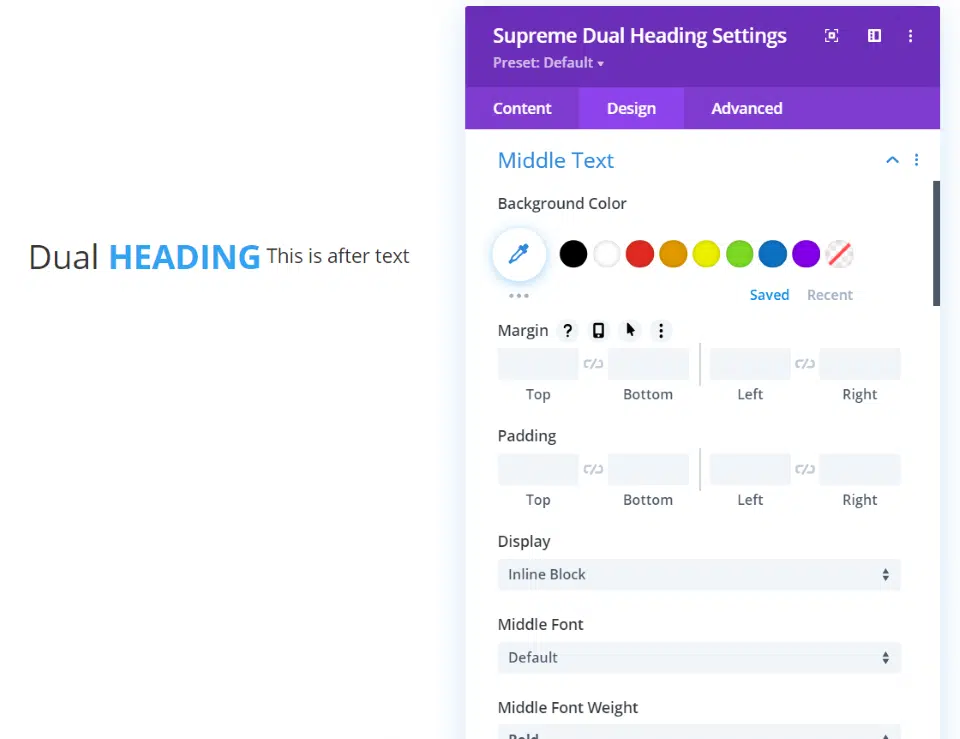 Supreme Dual Heading Settings
Preset: Default
Content Design Advanced
Middle Text
Background Color
Dual HEADING This is after text
Saved Recent
Margin ?
Top Bottom Left Right
Padding
Top Bottom Left Right
Display
Inline Block
Middle Font
Default
Middle Font Weight
Bold